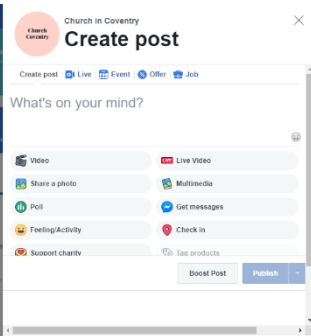 Church in Coventry
Church
Coventry
Create post
Create post Live Event Offer Job
What's on your mind?
Video
LIVE Live Video
Share a photo
Multimedia
Poll
Get messages
Feeling/Activity
Check in
Support charity
Tag products
Boost Post
Publish